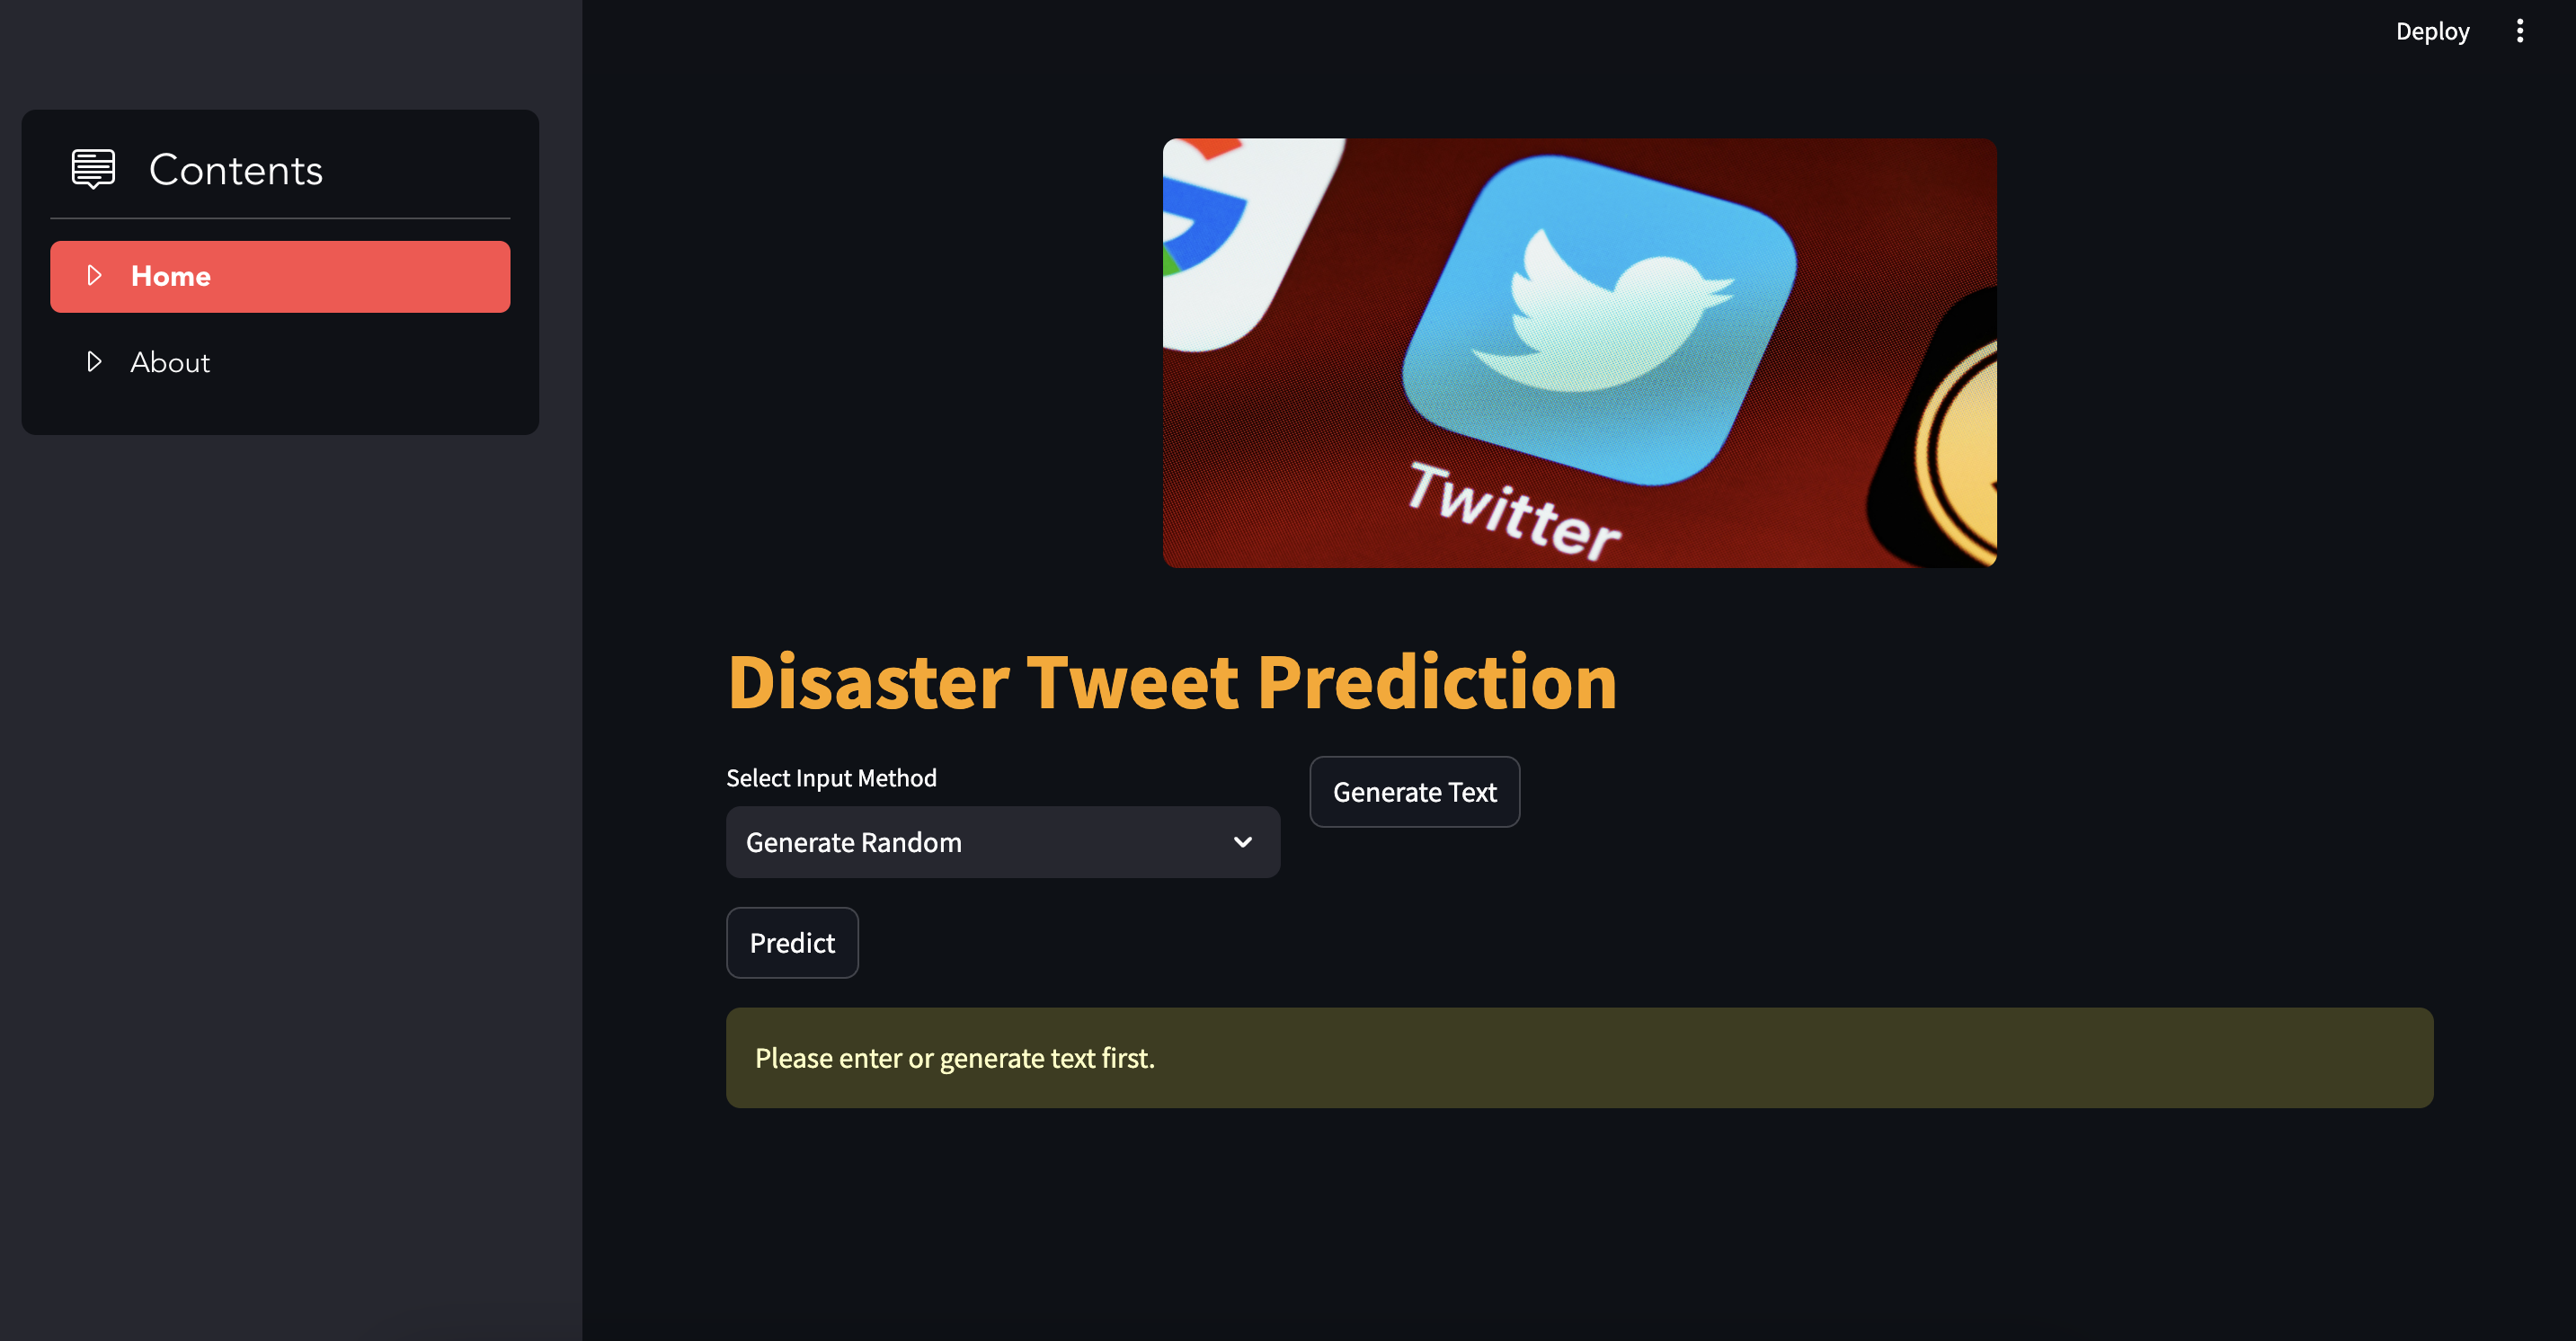 Deploy
Contents
Home
About
Twitter
Disaster Tweet Prediction
Select Input Method
Generate Random
Generate Text
Predict
Please enter or generate text first.